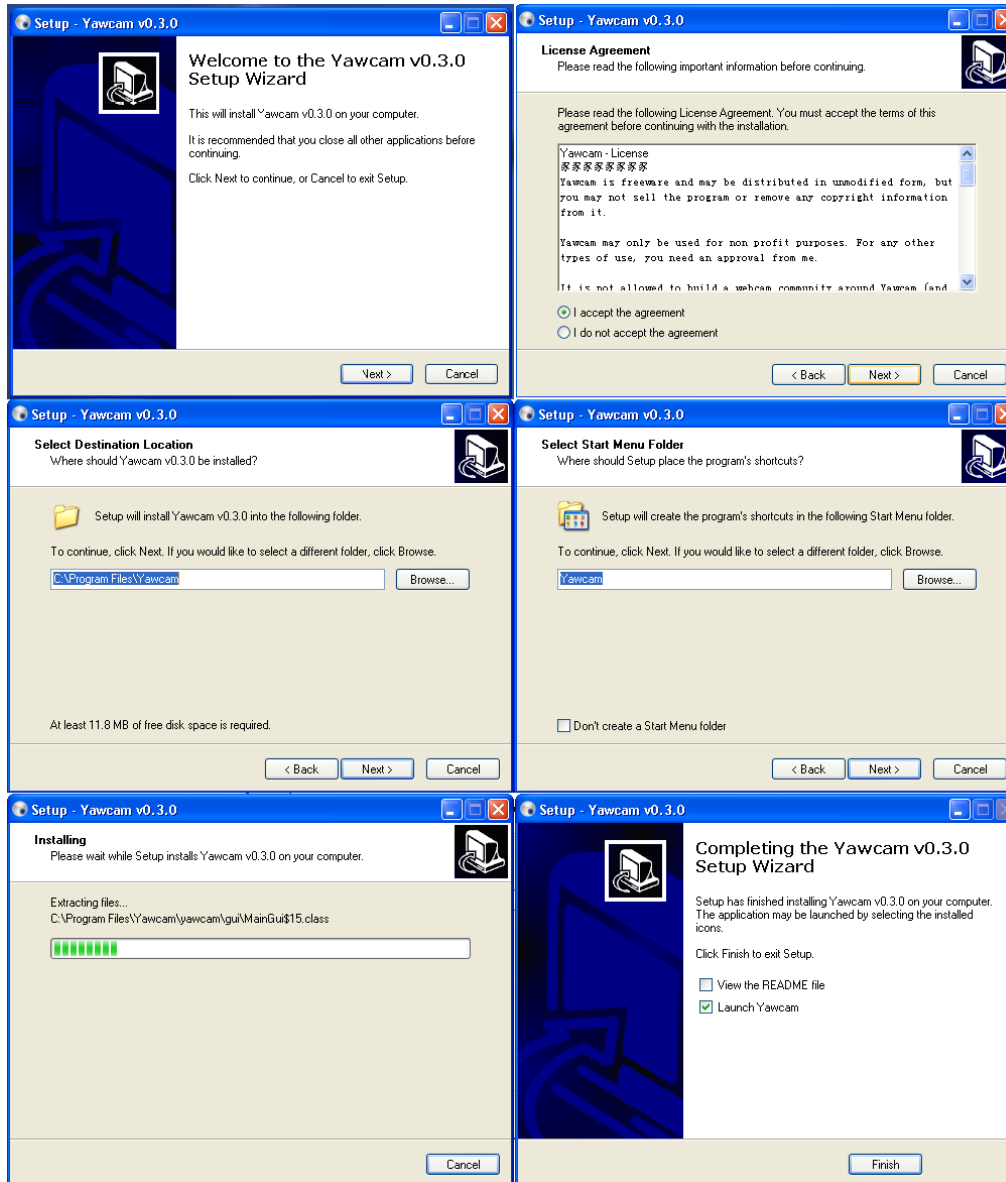 Setup - Yawcam v0.3.0
Welcome to the Yawcam v0.3.0
Setup Wizard
This will install Yawcam v0.3.0 on your computer.
It is recommended that you close all other applications before
continuing.
Click Next to continue, or Cancel to exit Setup.
Next >
Cancel
Setup - Yawcam v0.3.0
License Agreement
Please read the following important information before continuing.
Please read the following License Agreement. You must accept the terms of this
agreement before continuing with the installation.
Yawcam - License
Yawcam is freeware and may be distributed in unmodified form, but
you may not sell the program or remove any copyright information
from it.
Yawcam may only be used for non profit purposes. For any other
types of use, you need an approval from me.
It is not allowed to build a webcam community around Yawcam (and
I accept the agreement
I do not accept the agreement
< Back
Next >
Cancel
Setup - Yawcam v0.3.0
Select Destination Location
Where should Yawcam v0.3.0 be installed?
Setup will install Yawcam v0.3.0 into the following folder.
To continue, click Next. If you would like to select a different folder, click Browse.
C:\Program Files\Yawcam
Browse...
At least 11.8 MB of free disk space is required.
< Back
Next >
Cancel
Setup - Yawcam v0.3.0
Select Start Menu Folder
Where should Setup place the program's shortcuts?
Setup will create the program's shortcuts in the following Start Menu folder.
To continue, click Next. If you would like to select a different folder, click Browse.
Yawcam
Browse...
Don't create a Start Menu folder
< Back
Next >
Cancel
Setup - Yawcam v0.3.0
Installing
Please wait while Setup installs Yawcam v0.3.0 on your computer.
Extracting files...
C:\Program Files\Yawcam\yawcam\gui\MainGui$15.class
Cancel
Setup - Yawcam v0.3.0
Completing the Yawcam v0.3.0
Setup Wizard
Setup has finished installing Yawcam v0.3.0 on your computer.
The application may be launched by selecting the installed
icons.
Click Finish to exit Setup.
View the README file
Launch Yawcam
Finish